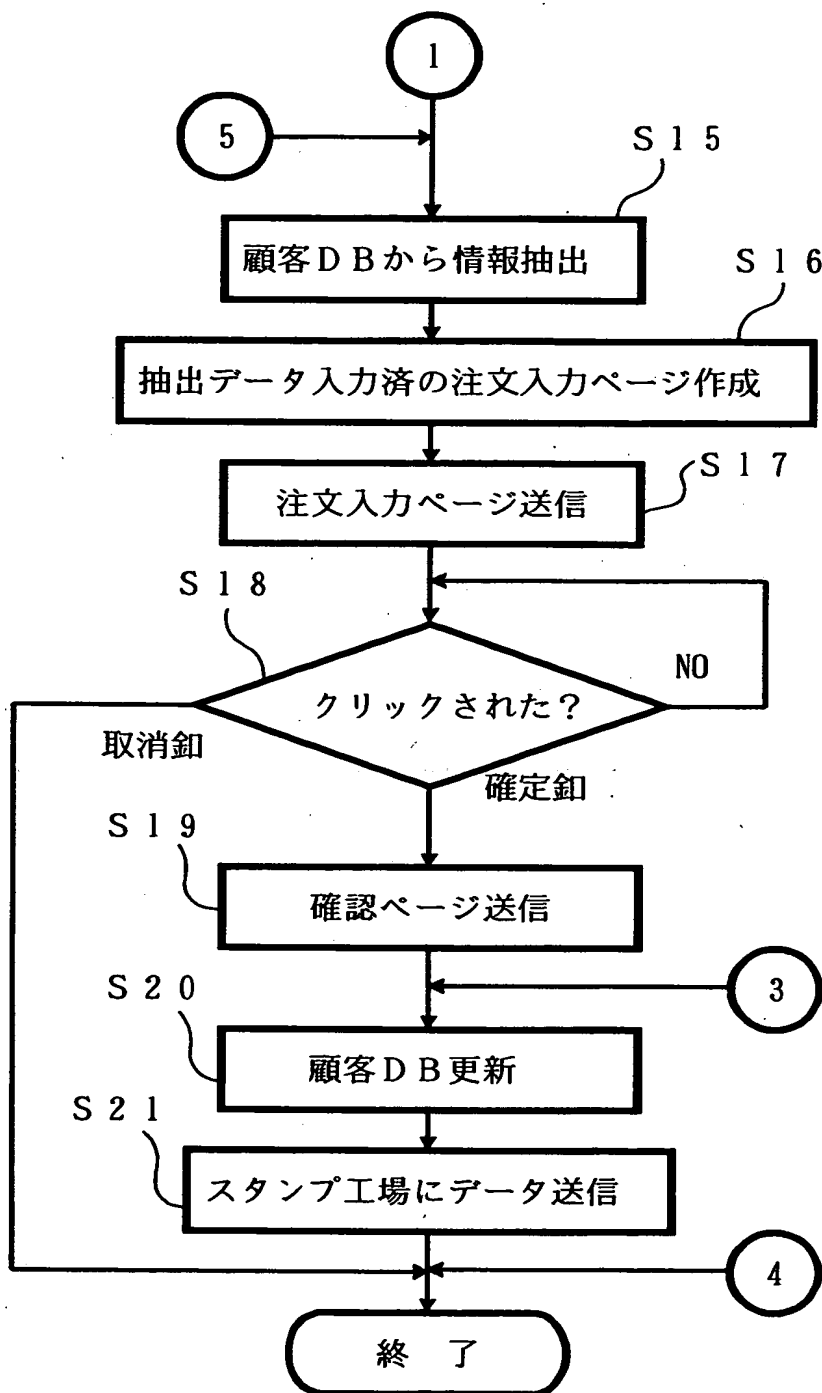 1
5
S15
顧客DBから情報抽出
S16
抽出データ入力済の注文入力ページ作成
S17
注文入力ページ送信
S18
クリックされた?
NO
取消釦
確定釦
S19
確認ページ送信
3
S20
顧客DB更新
S21
スタンプ工場にデータ送信
4
終 了